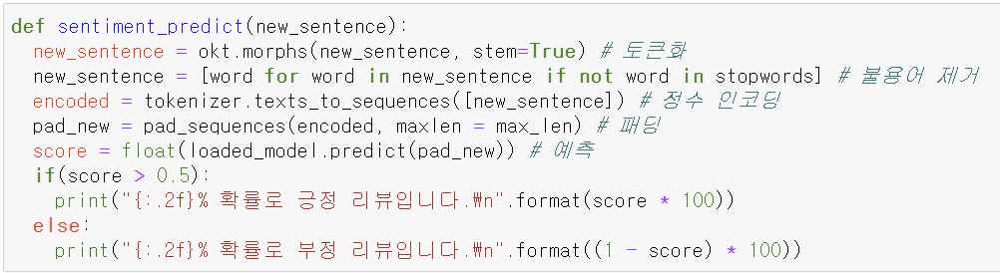 def sentiment_predict(new_sentence):
  new_sentence = okt.morphs(new_sentence, stem=True) # 토큰화
  new_sentence = [word for word in new_sentence if not word in stopwords] # 불용어 제거
  encoded = tokenizer.texts_to_sequences([new_sentence]) # 정수 인코딩
  pad_new = pad_sequences(encoded, maxlen = max_len) # 패딩
  score = float(loaded_model.predict(pad_new)) # 예측
  if(score > 0.5):
    print("{:.2f}% 확률로 긍정 리뷰입니다.₩n".format(score * 100))
  else:
    print("{:.2f}% 확률로 부정 리뷰입니다.₩n".format((1 - score) * 100))